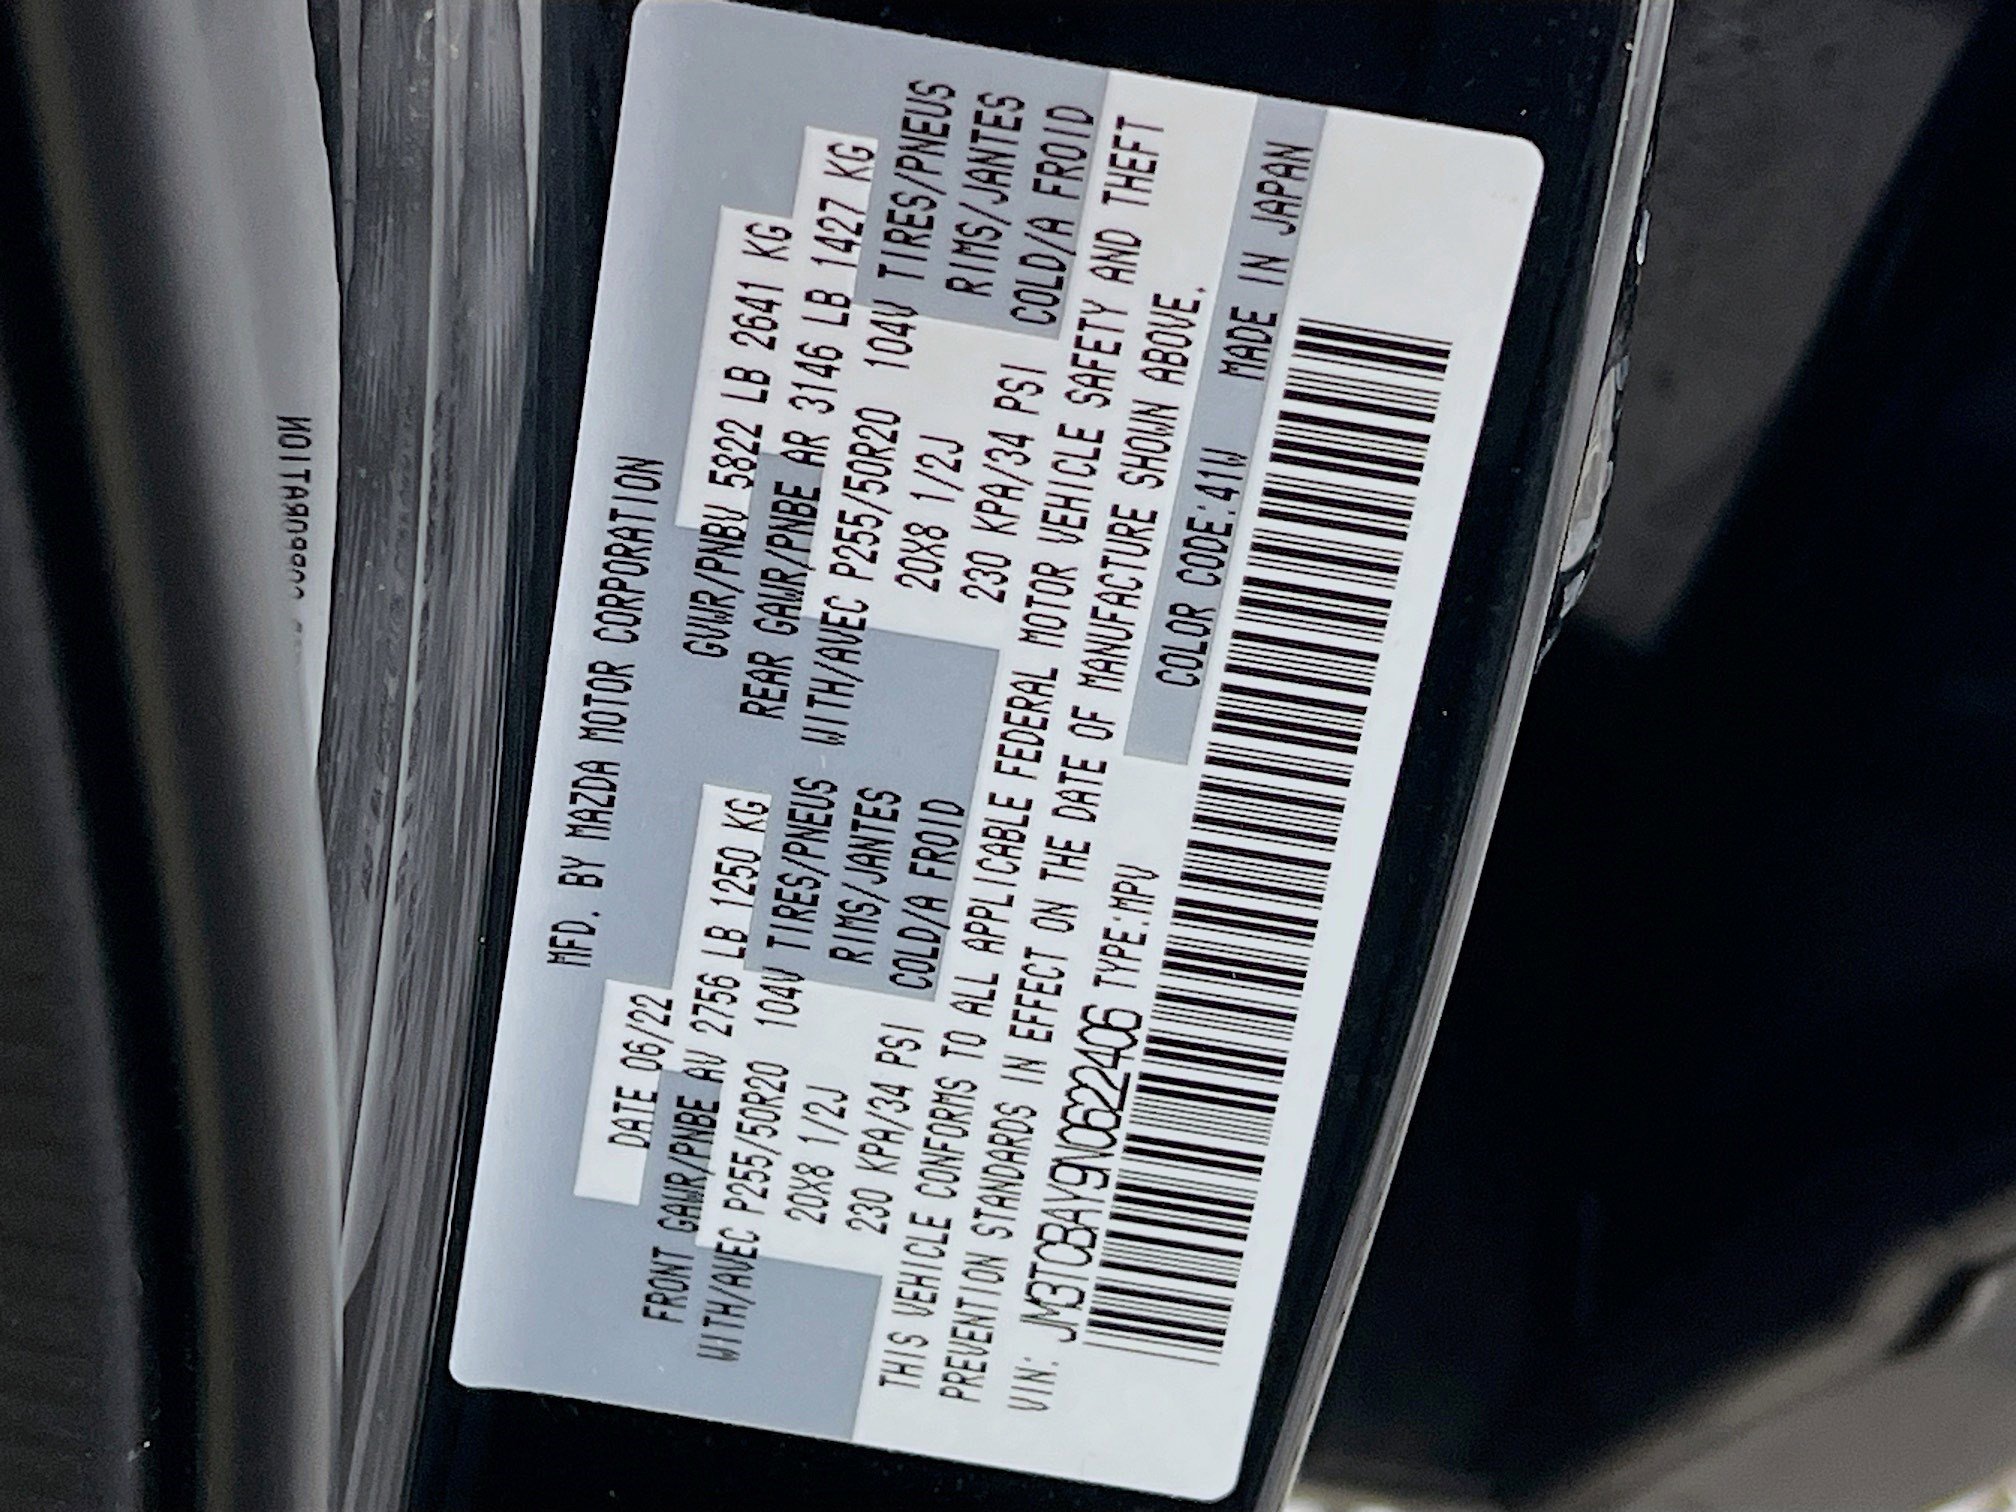 MFD. BY MAZDA MOTOR CORPORATION
DATE 06/22 GVWR/PNBV 5822 LB 2641 KG
FRONT GAWR/PNBE AV 2756 LB 1250 KG REAR GAWR/PNBE AR 3146 LB 1427 KG
WITH/AVEC P255/50R20 104V TIRES/PNEUS WITH/AVEC P255/50R20 104V TIRES/PNEUS
20X8 1/2J RIMS/JANTES 20X8 1/2J RIMS/JANTES
230 KPA/34 PSI COLD/A FROID 230 KPA/34 PSI COLD/A FROID
THIS VEHICLE CONFORMS TO ALL APPLICABLE FEDERAL MOTOR VEHICLE SAFETY AND THEFT
PREVENTION STANDARDS IN EFFECT ON THE DATE OF MANUFACTURE SHOWN ABOVE.
VIN: JM3TCBAY9N0622406 TYPE:MPV COLOR CODE:41W MADE IN JAPAN
CORPORATION